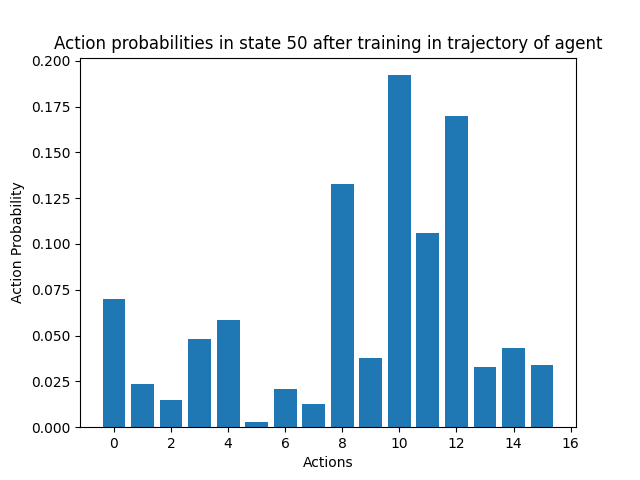 Action probabilities in state 50 after training in trajectory of agent
0.200
0.175
0.150
0.125
0.100
0.075
0.050
0.025
0.000
Action Probability
0 2 4 6 8 10 12 14 16
Actions